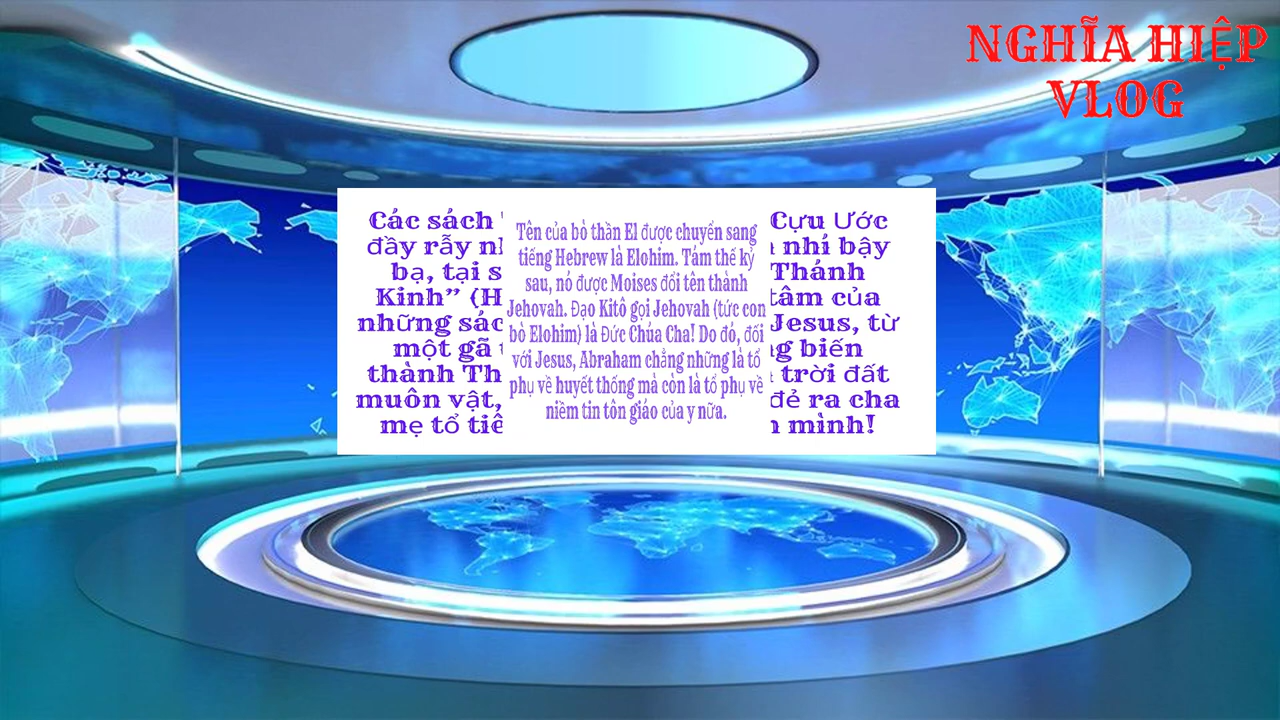 NGHĨA HIỆP
VLOG
Các sách
Cựu Ước
đầy rẫy
nhí bậy
bạ, tại
Thánh
Kinh”
tâm của
những
Jesus, từ
một gã
biến
thành
trời đất
muôn vật,
đẻ ra cha
mẹ tổ
mình!
Tên của bò thần El được chuyển sang
tiếng Hebrew là Elohim. Tám thế kỷ
sau, nó được Moises đổi tên thành
Jehovah. Đạo Kitô gọi Jehovah (tức con
bò Elohim) là Đức Chúa Cha! Do đó, đối
với Jesus, Abraham chẳng những là tổ
phụ về huyết thống mà còn là tổ phụ về
niềm tin tôn giáo của y nữa.